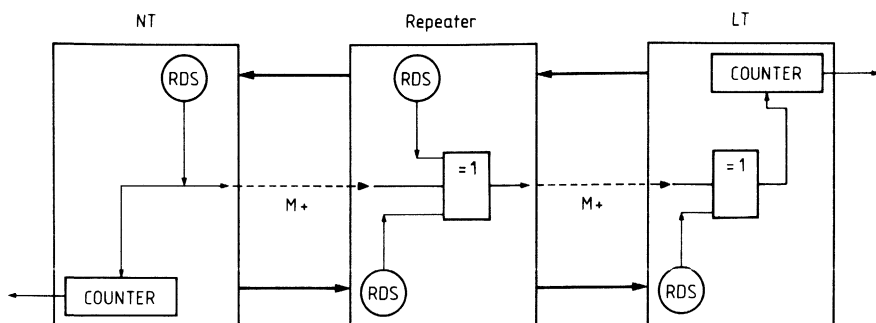 NT
Repeater
LT
RDS
RDS
COUNTER
= 1
= 1
M+
M+
COUNTER
RDS
RDS